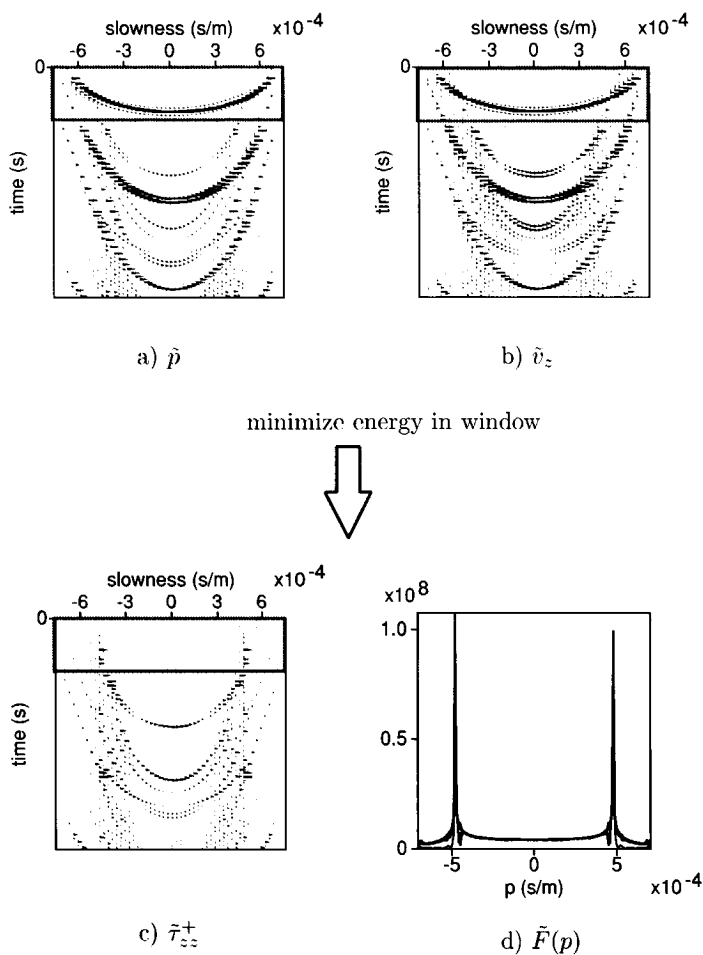 slowness (s/m) x10-4
-6 -3 0 3 6
0
time (s)
a) p̃
slowness (s/m) x10-4
-6 -3 0 3 6
0
time (s)
b) ṽz
minimize energy in window
slowness (s/m) x10-4
-6 -3 0 3 6
0
time (s)
c) τ̃+zz
x10 8
1.0
0.5
0
-5 0 5
p (s/m) x10-4
d) F̃(p)